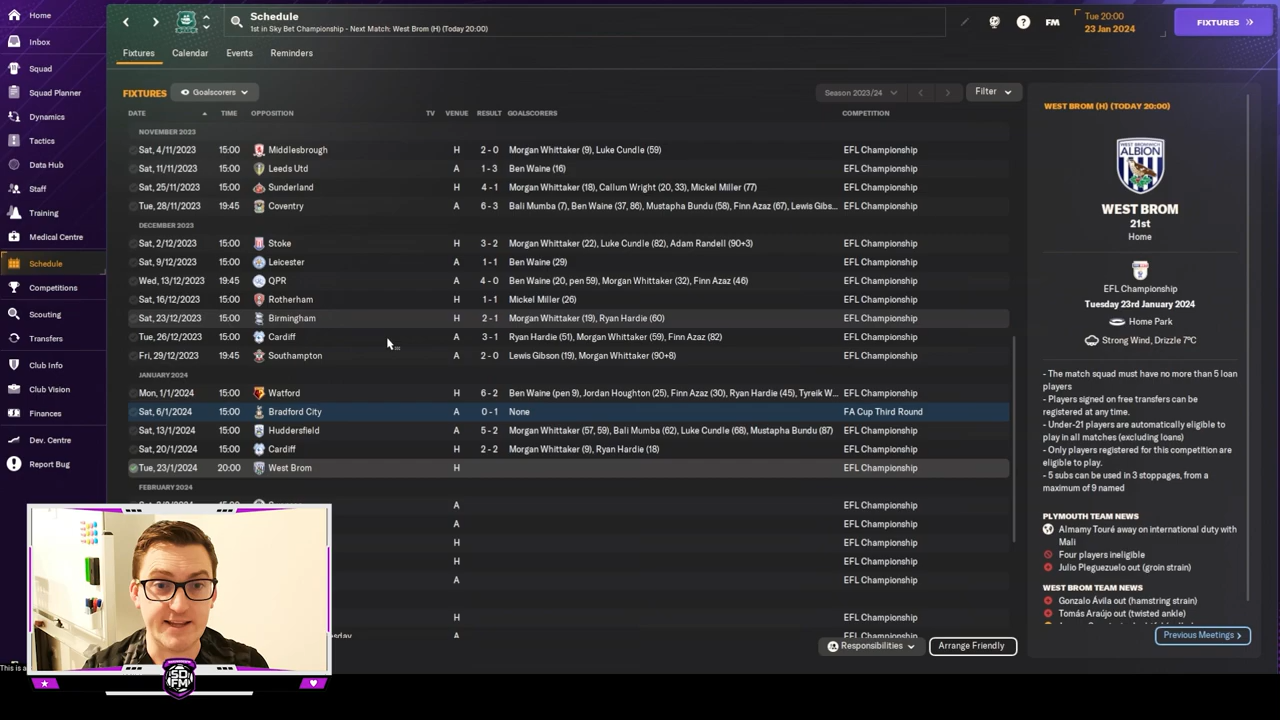 Home
Inbox
Squad
Squad Planner
Dynamics
Tactics
Data Hub
Staff
Training
Medical Centre
Schedule
Competitions
Scouting
Transfers
Club Info
Club Vision
Finances
Dev. Centre
Report Bug
Schedule
1st in Sky Bet Championship - Next Match: West Brom (H) (Today 20:00)
FM
Tue 20:00
23 Jan 2024
FIXTURES
Fixtures Calendar Events Reminders
FIXTURES Goalscorers Season 2023/24 Filter
DATE TIME OPPOSITION TV VENUE RESULT GOALSCORERS COMPETITION
NOVEMBER 2023
Sat, 4/11/2023 15:00 Middlesbrough H 2 - 0 Morgan Whittaker (9), Luke Cundle (59) EFL Championship
Sat, 11/11/2023 15:00 Leeds Utd A 1 - 3 Ben Waine (16) EFL Championship
Sat, 25/11/2023 15:00 Sunderland H 4 - 1 Morgan Whittaker (18), Callum Wright (20, 33), Mickel Miller (77) EFL Championship
Tue, 28/11/2023 19:45 Coventry A 6 - 3 Bali Mumba (7), Ben Waine (37, 86), Mustapha Bundu (58), Finn Azaz (67), Lewis Gibs... EFL Championship
DECEMBER 2023
Sat, 2/12/2023 15:00 Stoke H 3 - 2 Morgan Whittaker (22), Luke Cundle (82), Adam Randell (90+3) EFL Championship
Sat, 9/12/2023 15:00 Leicester A 1 - 1 Ben Waine (29) EFL Championship
Wed, 13/12/2023 19:45 QPR A 4 - 0 Ben Waine (20, pen 59), Morgan Whittaker (32), Finn Azaz (46) EFL Championship
Sat, 16/12/2023 15:00 Rotherham H 1 - 1 Mickel Miller (26) EFL Championship
Sat, 23/12/2023 15:00 Birmingham H 2 - 1 Morgan Whittaker (19), Ryan Hardie (60) EFL Championship
Tue, 26/12/2023 15:00 Cardiff A 3 - 1 Ryan Hardie (51), Morgan Whittaker (59), Finn Azaz (82) EFL Championship
Fri, 29/12/2023 19:45 Southampton A 2 - 0 Lewis Gibson (19), Morgan Whittaker (90+8) EFL Championship
JANUARY 2024
Mon, 1/1/2024 15:00 Watford H 6 - 2 Ben Waine (pen 9), Jordan Houghton (25), Finn Azaz (30), Ryan Hardie (45), Tyreik W... EFL Championship
Sat, 6/1/2024 15:00 Bradford City A 0 - 1 None FA Cup Third Round
Sat, 13/1/2024 15:00 Huddersfield A 5 - 2 Morgan Whittaker (57, 59), Bali Mumba (62), Luke Cundle (68), Mustapha Bundu (87) EFL Championship
Sat, 20/1/2024 15:00 Cardiff H 2 - 2 Morgan Whittaker (9), Ryan Hardie (18) EFL Championship
Tue, 23/1/2024 20:00 West Brom H EFL Championship
FEBRUARY 2024
A EFL Championship
A EFL Championship
H EFL Championship
H EFL Championship
A EFL Championship
H EFL Championship
A EFL Championship
Responsibilities Arrange Friendly
WEST BROM (H) (TODAY 20:00)
WEST BROMWICH
ALBION
WEST BROM
21st
Home
EFL Championship
Tuesday 23rd January 2024
Home Park
Strong Wind, Drizzle 7°C
- The match squad must have no more than 5 loan
players
- Players signed on free transfers can be
registered at any time.
- Under-21 players are automatically eligible to
play in all matches (excluding loans)
- Only players registered for this competition are
eligible to play.
- 5 subs can be used in 3 stoppages, from a
maximum of 9 named
PLYMOUTH TEAM NEWS
Almamy Touré away on international duty with
Mali
Four players ineligible
Julio Pleguezuelo out (groin strain)
WEST BROM TEAM NEWS
Gonzalo Ávila out (hamstring strain)
Tomás Araújo out (twisted ankle)
Previous Meetings
This is a
SD
FM